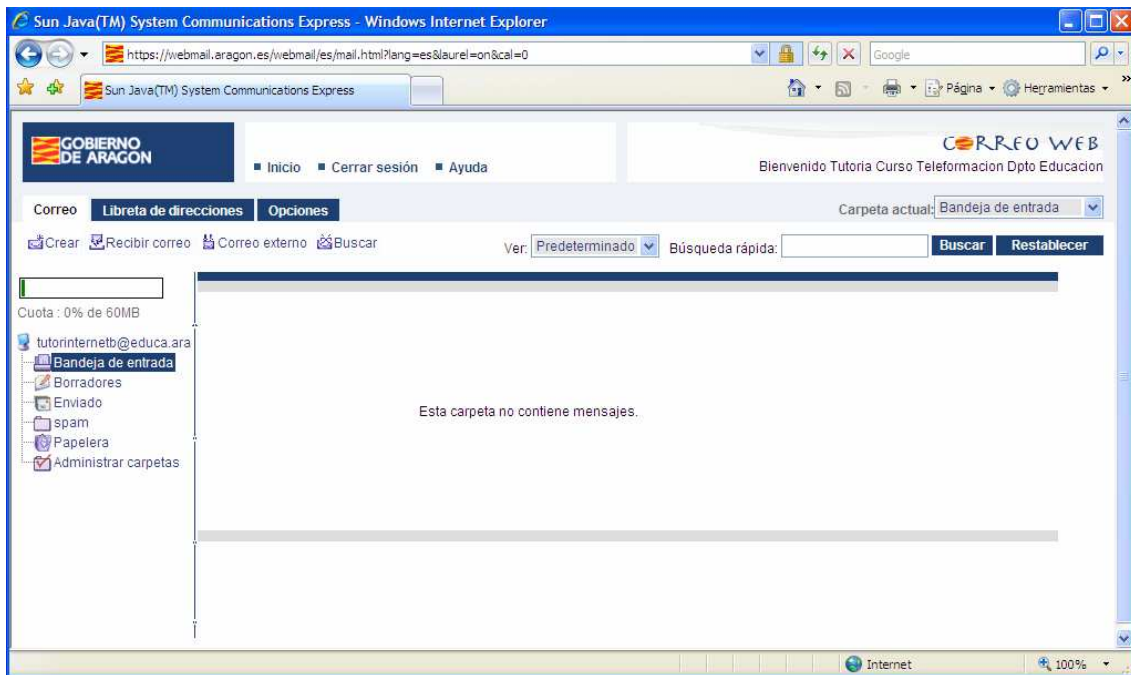 Sun Java(TM) System Communications Express - Windows Internet Explorer
https://webmail.aragon.es/webmail/es/mail.html?lang=es&laurel=on&cal=0
Google
Sun Java(TM) System Communications Express
Página
Herramientas
»
GOBIERNO
DE ARAGON
Inicio
Cerrar sesión
Ayuda
CORREO WEB
Bienvenido Tutoria Curso Teleformacion Dpto Educacion
Correo
Libreta de direcciones
Opciones
Carpeta actual: Bandeja de entrada
Crear
Recibir correo
Correo externo
Buscar
Ver: Predeterminado
Búsqueda rápida:
Buscar
Restablecer
Cuota : 0% de 60MB
tutorinternetb@educa.ara
Bandeja de entrada
Borradores
Enviado
spam
Papelera
Administrar carpetas
Esta carpeta no contiene mensajes.
Internet
100%